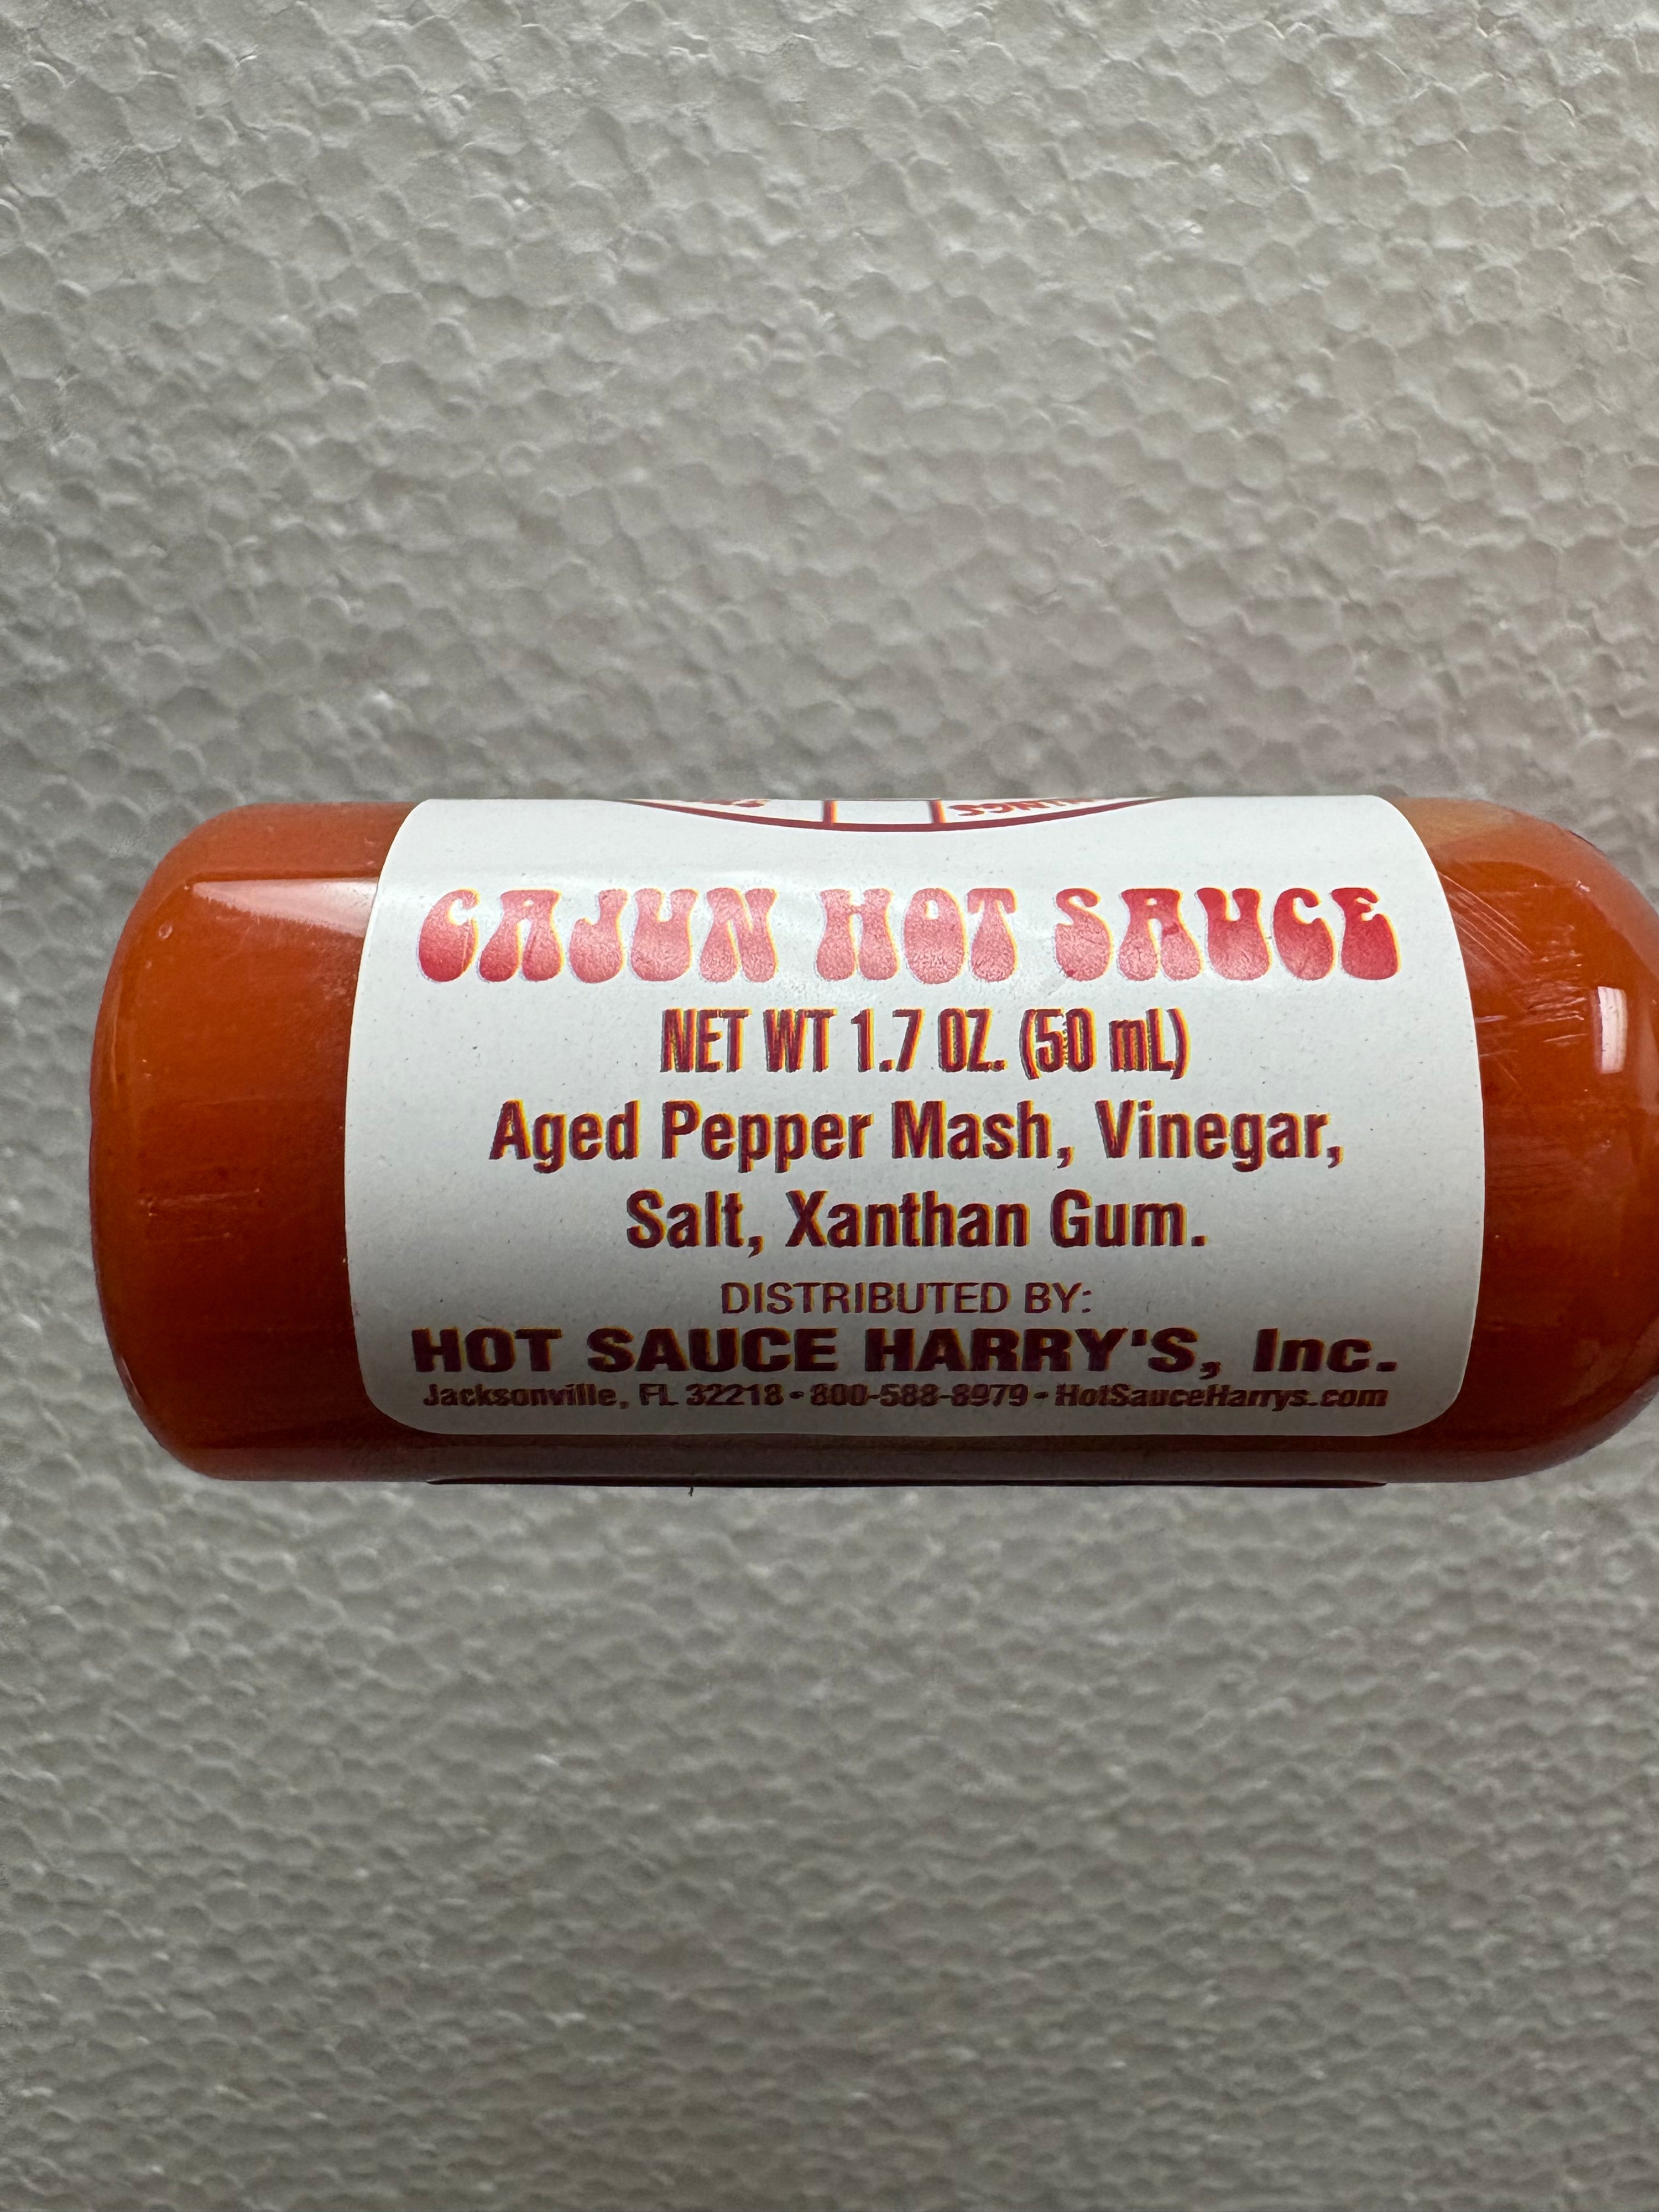 CAJUN HOT SAUCE
NET WT 1.7 OZ. (50 mL)
Aged Pepper Mash, Vinegar,
Salt, Xanthan Gum.
DISTRIBUTED BY:
HOT SAUCE HARRY'S, Inc.
Jacksonville, FL 32218 • 800-588-8979 • HotSauceHarrys.com